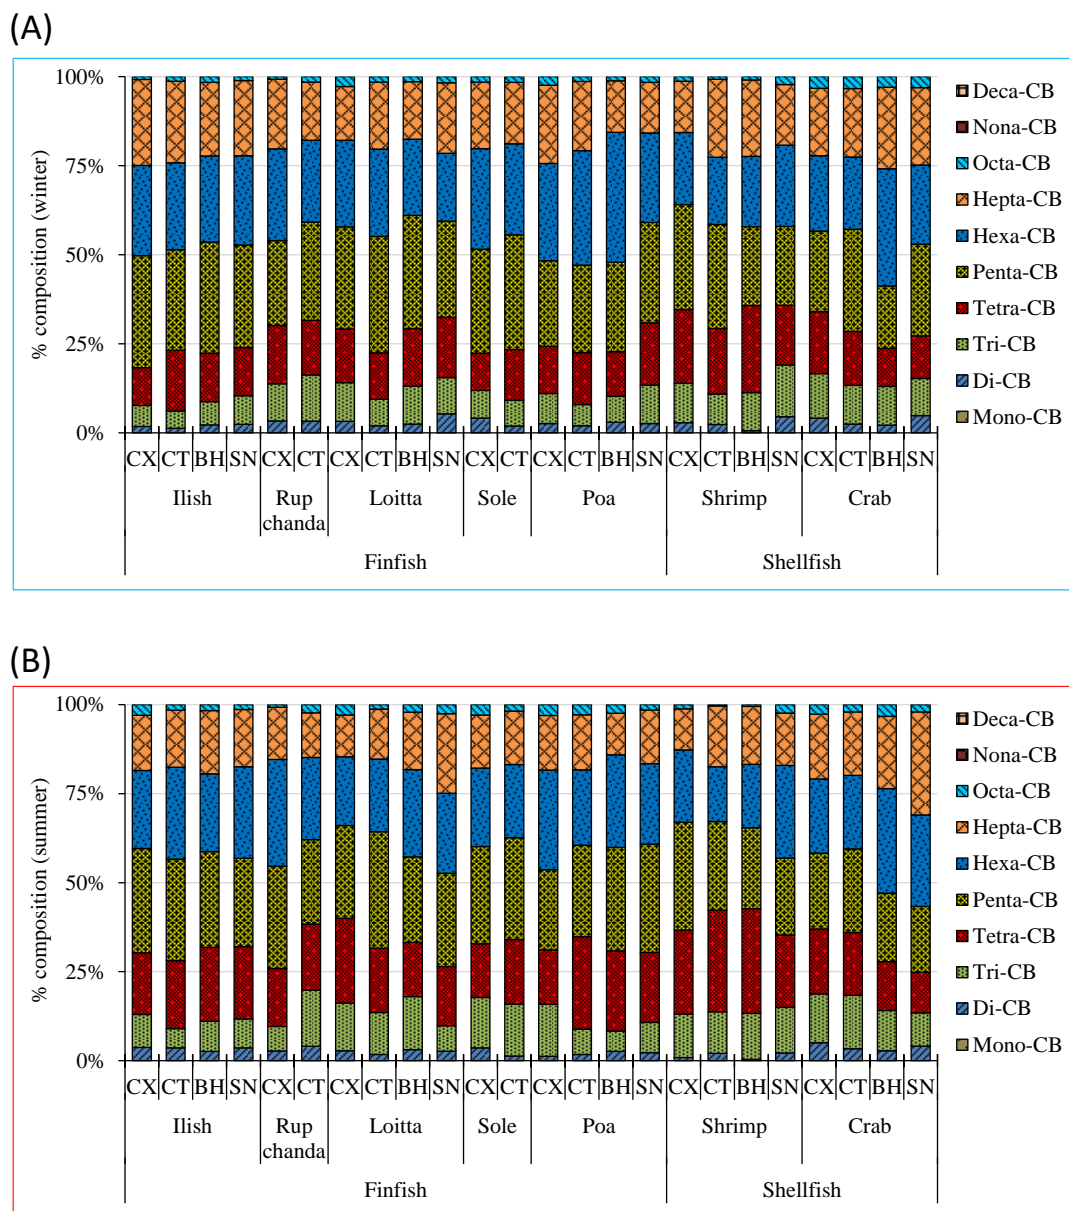 (A)
% composition (winter)
100%
75%
50%
25%
0%
CX CT BH SN CX CT CX CT BH SN CX CT CX CT BH SN CX CT BH SN CX CT BH SN
Ilish Rup chanda Loitta Sole Poa Shrimp Crab
Finfish Shellfish
Deca-CB
Nona-CB
Octa-CB
Hepta-CB
Hexa-CB
Penta-CB
Tetra-CB
Tri-CB
Di-CB
Mono-CB
(B)
% composition (summer)
100%
75%
50%
25%
0%
CX CT BH SN CX CT CX CT BH SN CX CT CX CT BH SN CX CT BH SN CX CT BH SN
Ilish Rup chanda Loitta Sole Poa Shrimp Crab
Finfish Shellfish
Deca-CB
Nona-CB
Octa-CB
Hepta-CB
Hexa-CB
Penta-CB
Tetra-CB
Tri-CB
Di-CB
Mono-CB